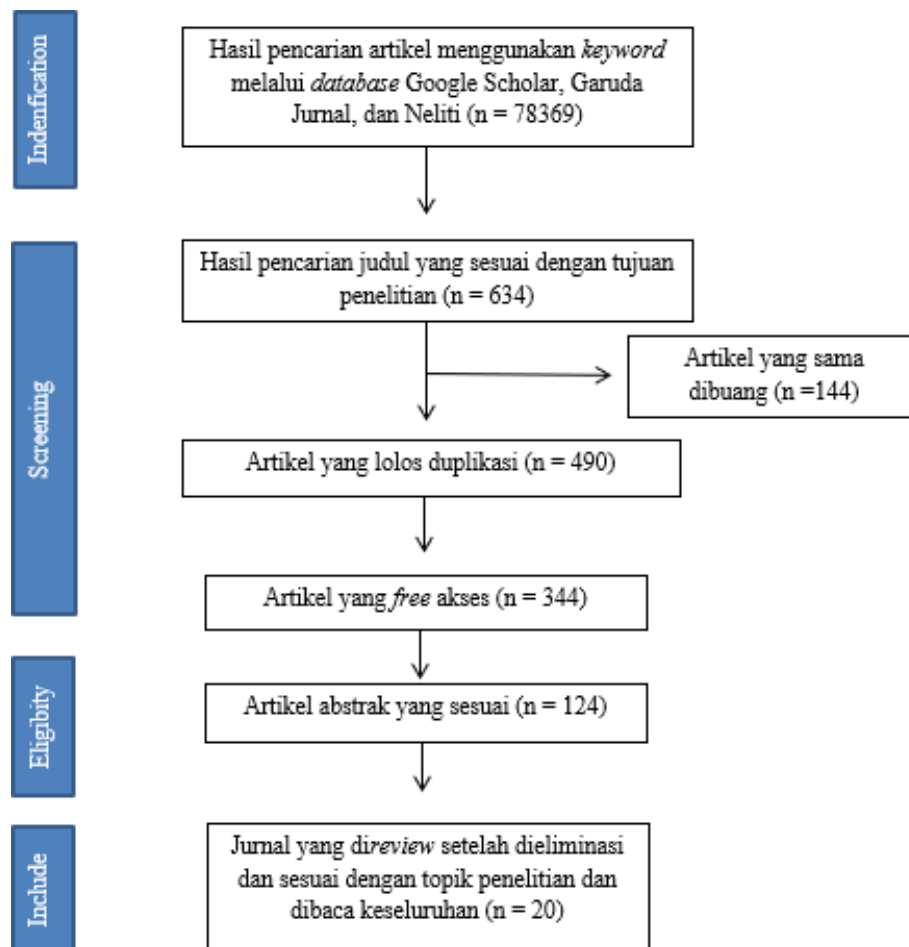 Indenfication
Hasil pencarian artikel menggunakan keyword
melalui database Google Scholar, Garuda
Jurnal, dan Neliti (n = 78369)
Screening
Hasil pencarian judul yang sesuai dengan tujuan
penelitian (n = 634)
Artikel yang sama
dibuang (n =144)
Artikel yang lolos duplikasi (n = 490)
Artikel yang free akses (n = 344)
Eligibity
Artikel abstrak yang sesuai (n = 124)
Include
Jurnal yang direview setelah dieliminasi
dan sesuai dengan topik penelitian dan
dibaca keseluruhan (n = 20)